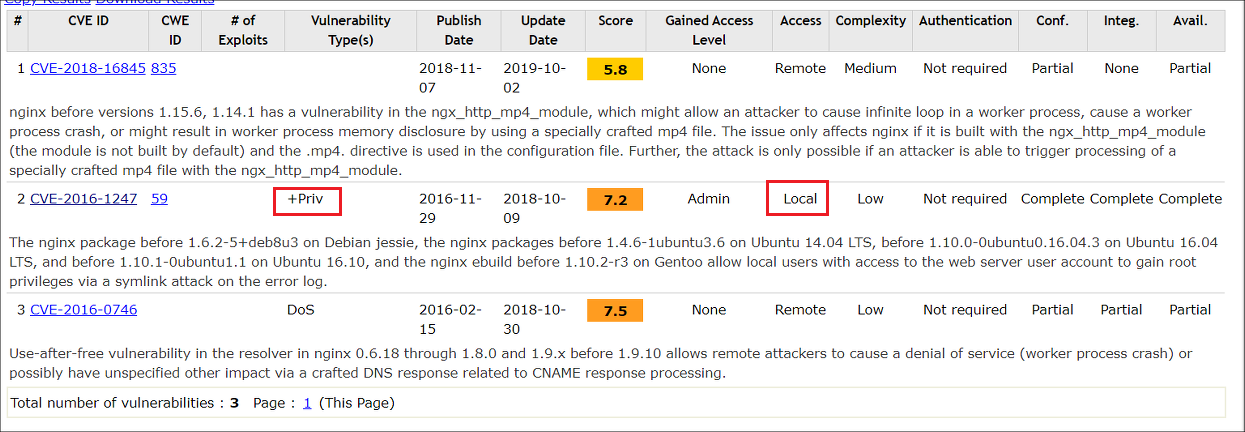 Copy Results Download Results
# CVE ID CWE ID # of Exploits Vulnerability Type(s) Publish Date Update Date Score Gained Access Level Access Complexity Authentication Conf. Integ. Avail.
1 CVE-2018-16845 835 2018-11-07 2019-10-02 5.8 None Remote Medium Not required Partial None Partial
nginx before versions 1.15.6, 1.14.1 has a vulnerability in the ngx_http_mp4_module, which might allow an attacker to cause infinite loop in a worker process, cause a worker
process crash, or might result in worker process memory disclosure by using a specially crafted mp4 file. The issue only affects nginx if it is built with the ngx_http_mp4_module
(the module is not built by default) and the .mp4. directive is used in the configuration file. Further, the attack is only possible if an attacker is able to trigger processing of a
specially crafted mp4 file with the ngx_http_mp4_module.
2 CVE-2016-1247 59 +Priv 2016-11-29 2018-10-09 7.2 Admin Local Low Not required Complete Complete Complete
The nginx package before 1.6.2-5+deb8u3 on Debian jessie, the nginx packages before 1.4.6-1ubuntu3.6 on Ubuntu 14.04 LTS, before 1.10.0-0ubuntu0.16.04.3 on Ubuntu 16.04
LTS, and before 1.10.1-0ubuntu1.1 on Ubuntu 16.10, and the nginx ebuild before 1.10.2-r3 on Gentoo allow local users with access to the web server user account to gain root
privileges via a symlink attack on the error log.
3 CVE-2016-0746 DoS 2016-02-15 2018-10-30 7.5 None Remote Low Not required Partial Partial Partial
Use-after-free vulnerability in the resolver in nginx 0.6.18 through 1.8.0 and 1.9.x before 1.9.10 allows remote attackers to cause a denial of service (worker process crash) or
possibly have unspecified other impact via a crafted DNS response related to CNAME response processing.
Total number of vulnerabilities : 3 Page : 1 (This Page)